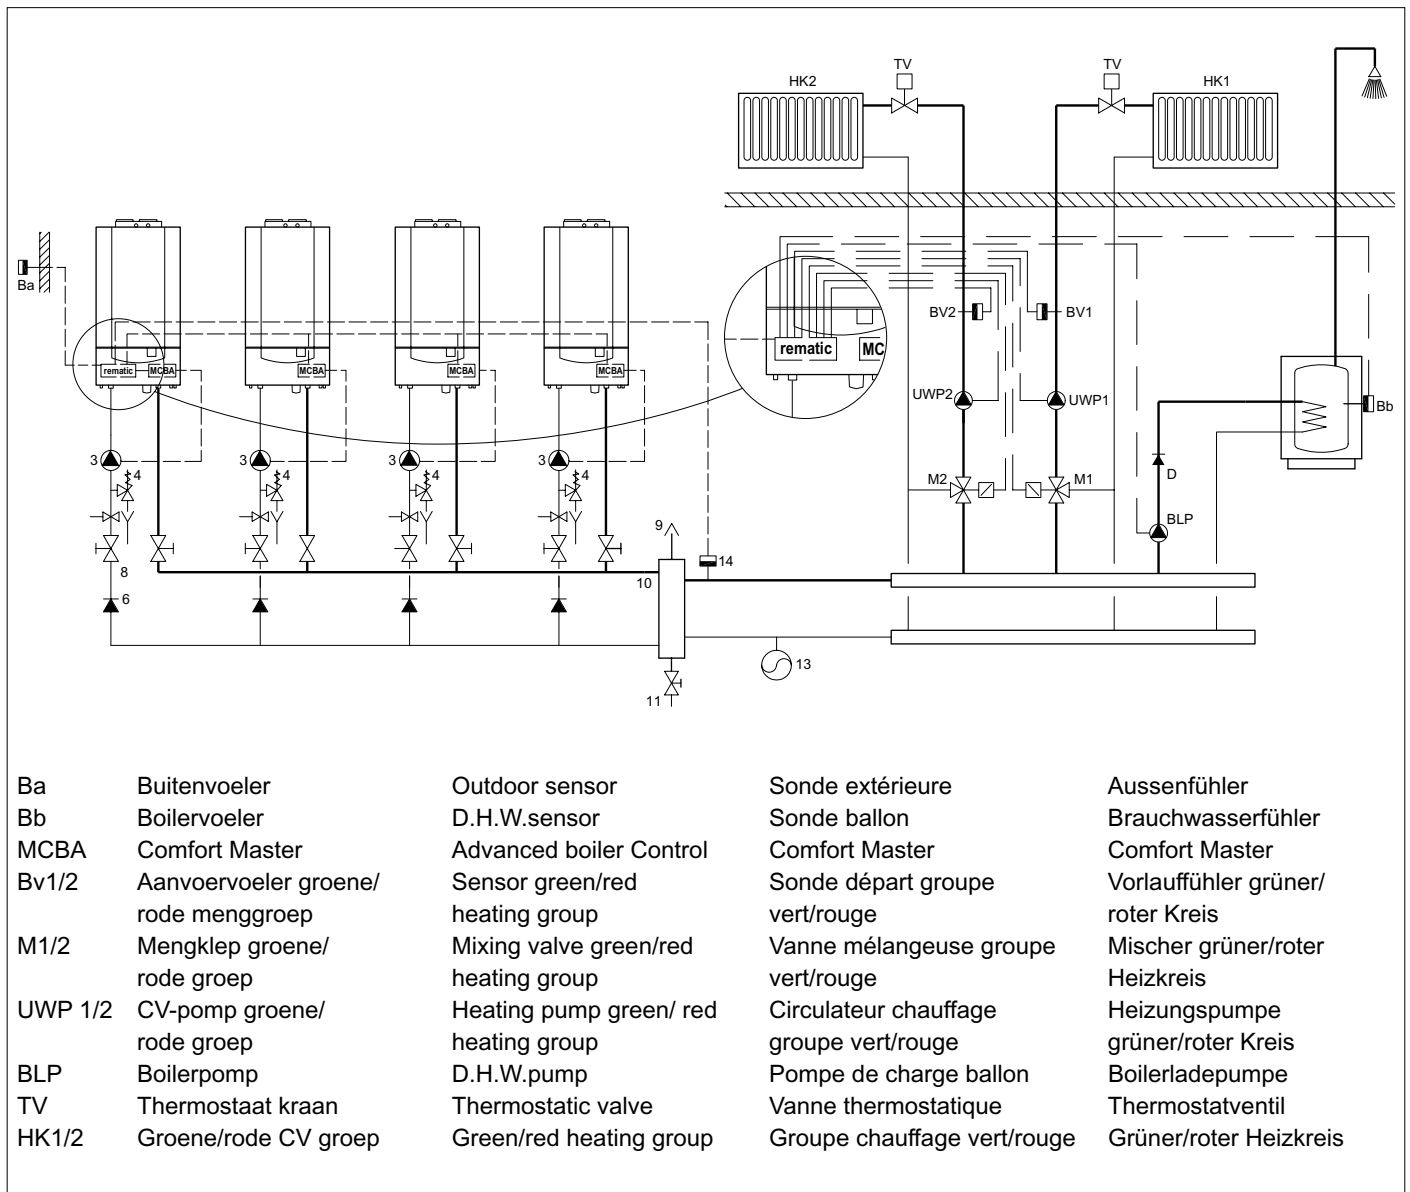 TV TV
HK2 HK1
Ba
BV2 BV1
rematic MC
rematic MCBA MCBA MCBA MCBA
UWP2 UWP1
Bb
3 3 3 3
4 4 4 4
M2 M1
D
BLP
9
8
10
14
6
13
11
Ba Buitenvoeler Outdoor sensor Sonde extérieure Aussenfühler
Bb Boilervoeler D.H.W.sensor Sonde ballon Brauchwasserfühler
MCBA Comfort Master Advanced boiler Control Comfort Master Comfort Master
Bv1/2 Aanvoervoeler groene/ Sensor green/red Sonde départ groupe Vorlauffühler grüner/
rode menggroep heating group vert/rouge roter Kreis
M1/2 Mengklep groene/ Mixing valve green/red Vanne mélangeuse groupe Mischer grüner/roter
rode groep heating group vert/rouge Heizkreis
UWP 1/2 CV-pomp groene/ Heating pump green/ red Circulateur chauffage Heizungspumpe
rode groep heating group groupe vert/rouge grüner/roter Kreis
BLP Boilerpomp D.H.W.pump Pompe de charge ballon Boilerladepumpe
TV Thermostaat kraan Thermostatic valve Vanne thermostatique Thermostatventil
HK1/2 Groene/rode CV groep Green/red heating group Groupe chauffage vert/rouge Grüner/roter Heizkreis